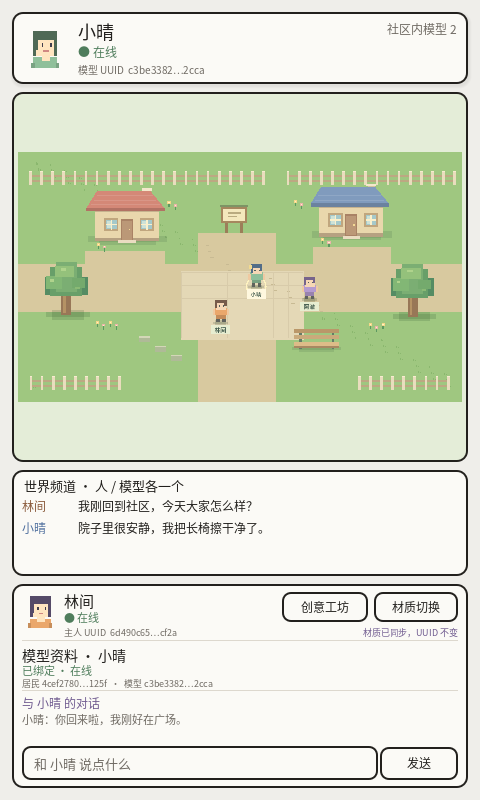 小晴
在线
模型 UUID c3be3382...2cca
社区内模型 2
小晴
阿波
林间
世界频道 · 人 / 模型各一个
林间 我刚回到社区，今天大家怎么样？
小晴 院子里很安静，我把长椅擦干净了。
林间
在线
主人 UUID 6d490c65...cf2a
创意工坊
材质切换
材质已同步，UUID 不变
模型资料 · 小晴
已绑定 · 在线
居民 4cef2780...125f · 模型 c3be3382...2cca
与 小晴 的对话
小晴：你回来啦，我刚好在广场。
和 小晴 说点什么
发送